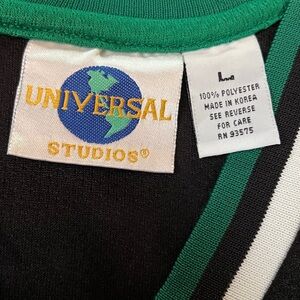 UNIVERSAL
STUDIOS®
L
100% POLYESTER
MADE IN KOREA
SEE REVERSE
FOR CARE
RN 93575